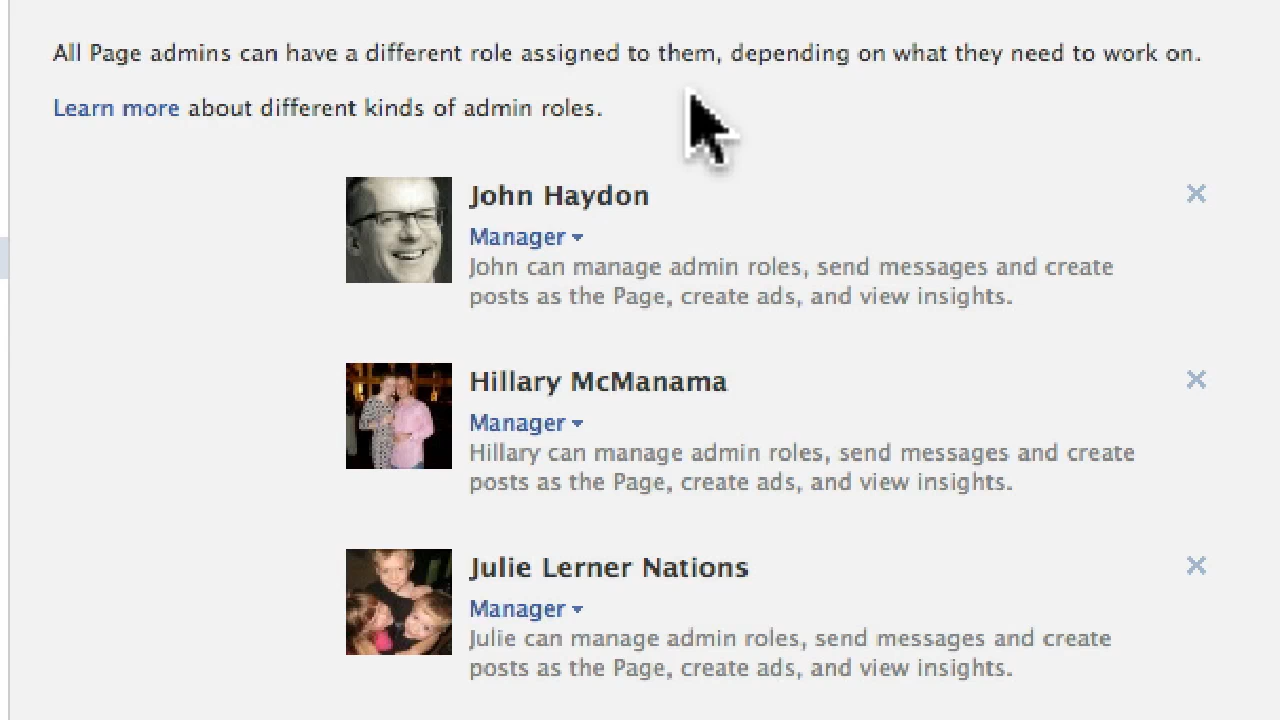 All Page admins can have a different role assigned to them, depending on what they need to work on.
Learn more about different kinds of admin roles.
John Haydon
Manager
John can manage admin roles, send messages and create
posts as the Page, create ads, and view insights.
Hillary McManama
Manager
Hillary can manage admin roles, send messages and create
posts as the Page, create ads, and view insights.
Julie Lerner Nations
Manager
Julie can manage admin roles, send messages and create
posts as the Page, create ads, and view insights.